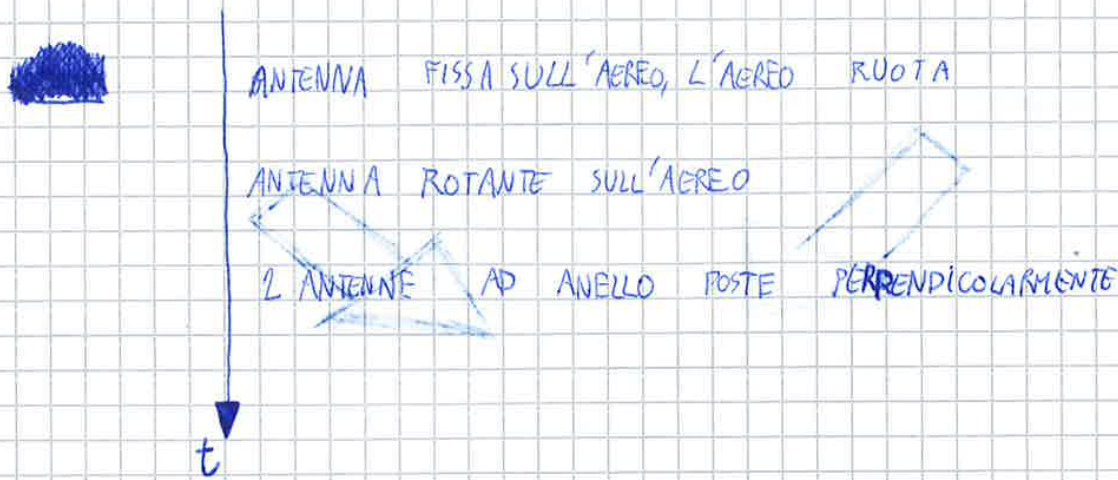 ANTENNA FISSA SULL'AEREO, L'AEREO RUOTA
ANTENNA ROTANTE SULL'AEREO
2 ANTENNE AD ANELLO POSTE PERPENDICOLARMENTE
t